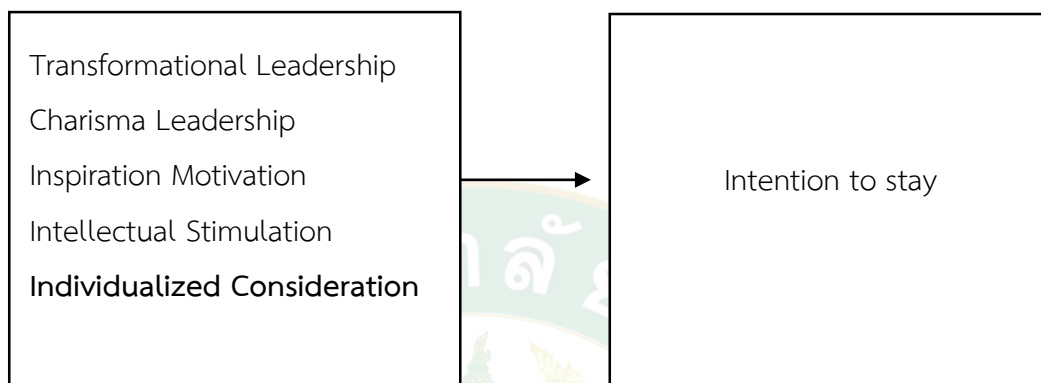 Transformational Leadership
Charisma Leadership
Inspiration Motivation
Intellectual Stimulation
Individualized Consideration
Intention to stay